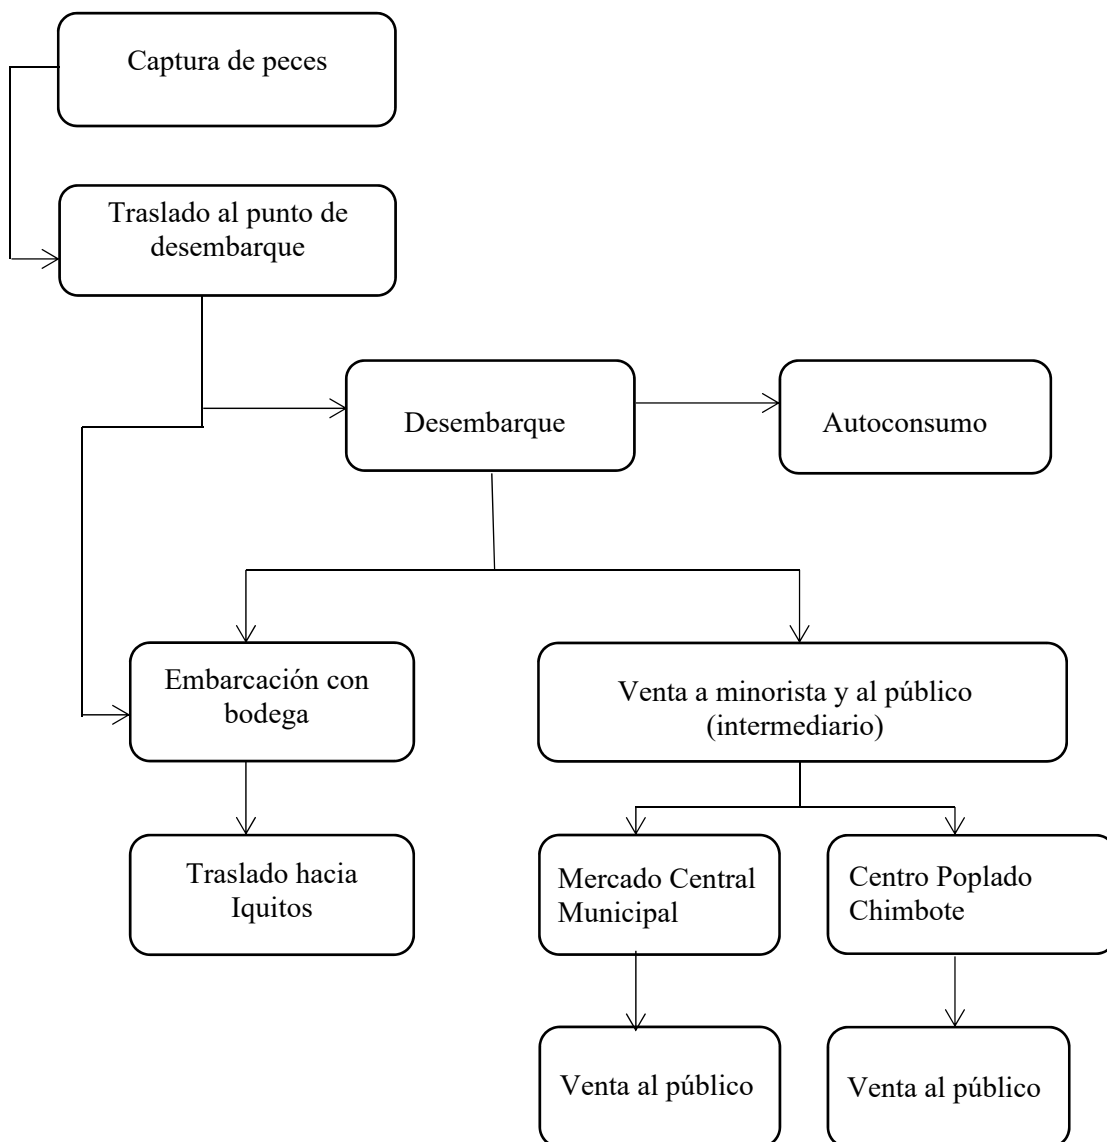 Captura de peces
Traslado al punto de
desembarque
Desembarque
Autoconsumo
Embarcación con
bodega
Venta a minorista y al público
(intermediario)
Traslado hacia
Iquitos
Mercado Central
Municipal
Centro Poplado
Chimbote
Venta al público
Venta al público